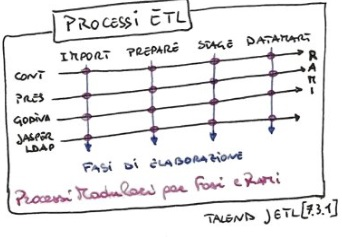 PROCESSI ETL
IMPORT PREPARE STAGE DATAMART
CONT
PRES
GODIVA
JASPER
LDAP
RAMI
FASI DI ELABORAZIONE
Processi Modulari per Fasi e Rami
TALEND JETL [7.3.1]